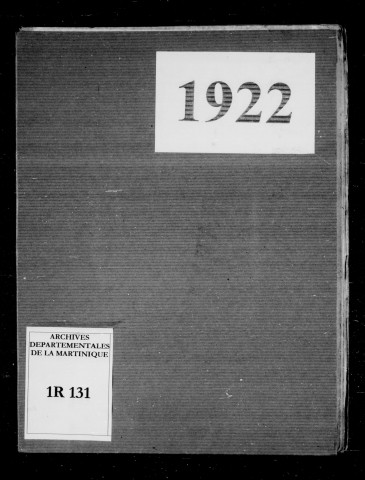 1922
ARCHIVES
DEPARTEMENTALES
DE LA MARTINIQUE
1R 131